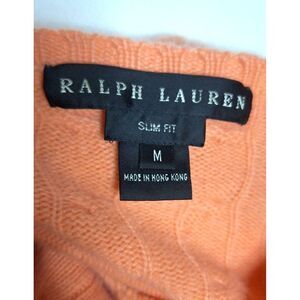 RALPH LAUREN
SLIM FIT
M
MADE IN HONG KONG